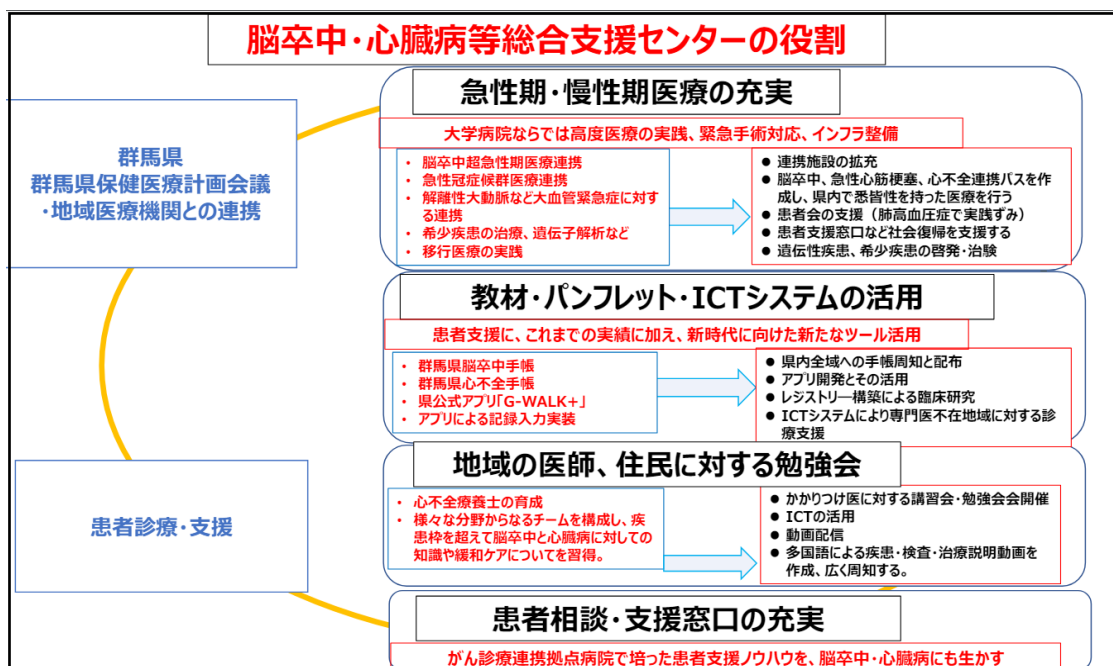 脳卒中・心臓病等総合支援センターの役割
群馬県
群馬県保健医療計画会議
・地域医療機関との連携
急性期・慢性期医療の充実
大学病院ならでは高度医療の実践、緊急手術対応、インフラ整備
・ 脳卒中超急性期医療連携
・ 急性冠症候群医療連携
・ 解離性大動脈など大血管緊急症に対す
る連携
・ 希少疾患の治療、遺伝子解析など
・ 移行医療の実践
● 連携施設の拡充
● 脳卒中、急性心筋梗塞、心不全連携パスを作
成し、県内で悉皆性を持った医療を行う
● 患者会の支援（肺高血圧症で実践ずみ）
● 患者支援窓口など社会復帰を支援する
● 遺伝性疾患、希少疾患の啓発・治験
教材・パンフレット・ICTシステムの活用
患者支援に、これまでの実績に加え、新時代に向けた新たなツール活用
・ 群馬県脳卒中手帳
・ 群馬県心不全手帳
・ 県公式アプリ「G-WALK+」
・ アプリによる記録入力実装
● 県内全域への手帳周知と配布
● アプリ開発とその活用
● レジストリー構築による臨床研究
● ICTシステムにより専門医不在地域に対する診
療支援
患者診療・支援
地域の医師、住民に対する勉強会
・ 心不全療養士の育成
・ 様々な分野からなるチームを構成し、疾
患枠を超えて脳卒中と心臓病に対しての
知識や緩和ケアについてを習得。
● かかりつけ医に対する講習会・勉強会会開催
● ICTの活用
● 動画配信
● 多国語による疾患・検査・治療説明動画を
作成、広く周知する。
患者相談・支援窓口の充実
がん診療連携拠点病院で培った患者支援ノウハウを、脳卒中・心臓病にも生かす